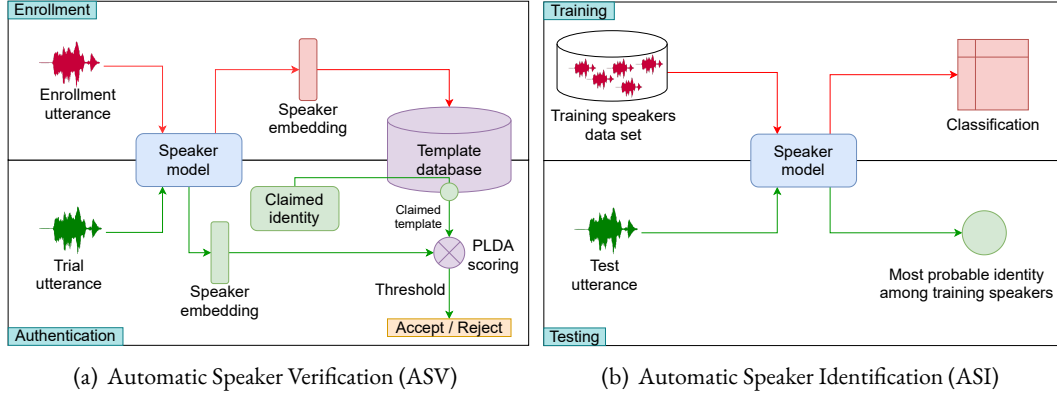 Enrollment
Enrollment
utterance
Speaker
embedding
Template
database
Speaker
model
Claimed
identity
Claimed
template
PLDA
scoring
Trial
utterance
Speaker
embedding
Threshold
Accept / Reject
Authentication
(a) Automatic Speaker Verification (ASV)
Training
Training speakers
data set
Classification
Speaker
model
Test
utterance
Most probable identity
among training speakers
Testing
(b) Automatic Speaker Identification (ASI)